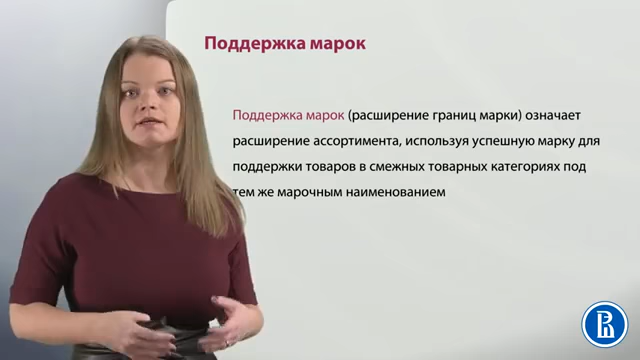 Поддержка марок
Поддержка марок (расширение границ марки) означает
расширение ассортимента, используя успешную марку для
поддержки товаров в смежных товарных категориях под
тем же марочным наименованием